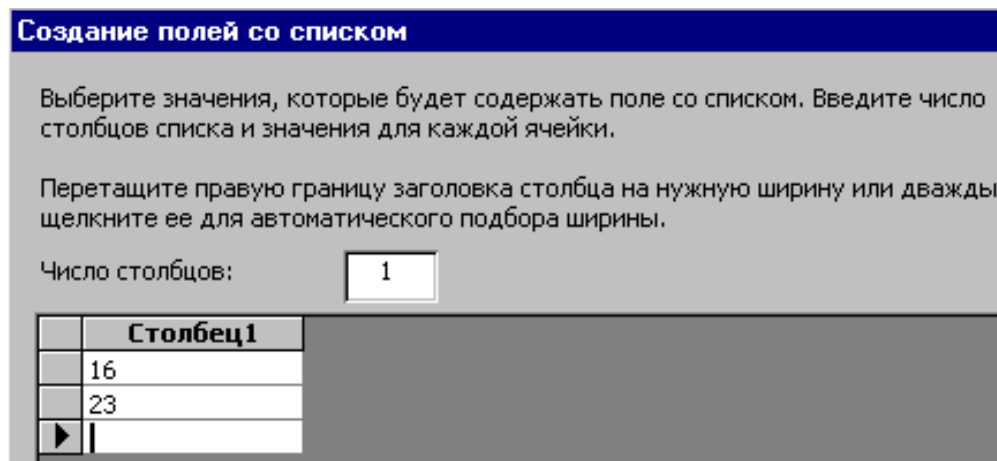 Создание полей со списком
Выберите значения, которые будет содержать поле со списком. Введите число
столбцов списка и значения для каждой ячейки.
Перетащите правую границу заголовка столбца на нужную ширину или дважды
щелкните ее для автоматического подбора ширины.
Число столбцов: 1
Столбец1
16
23